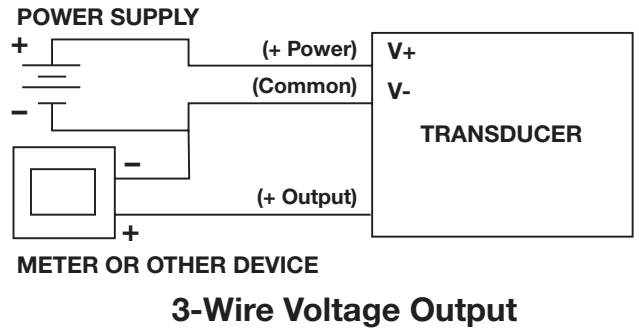 POWER SUPPLY
+
(+ Power)
V+
(Common)
V-
–
TRANSDUCER
–
(+ Output)
+
METER OR OTHER DEVICE
3-Wire Voltage Output